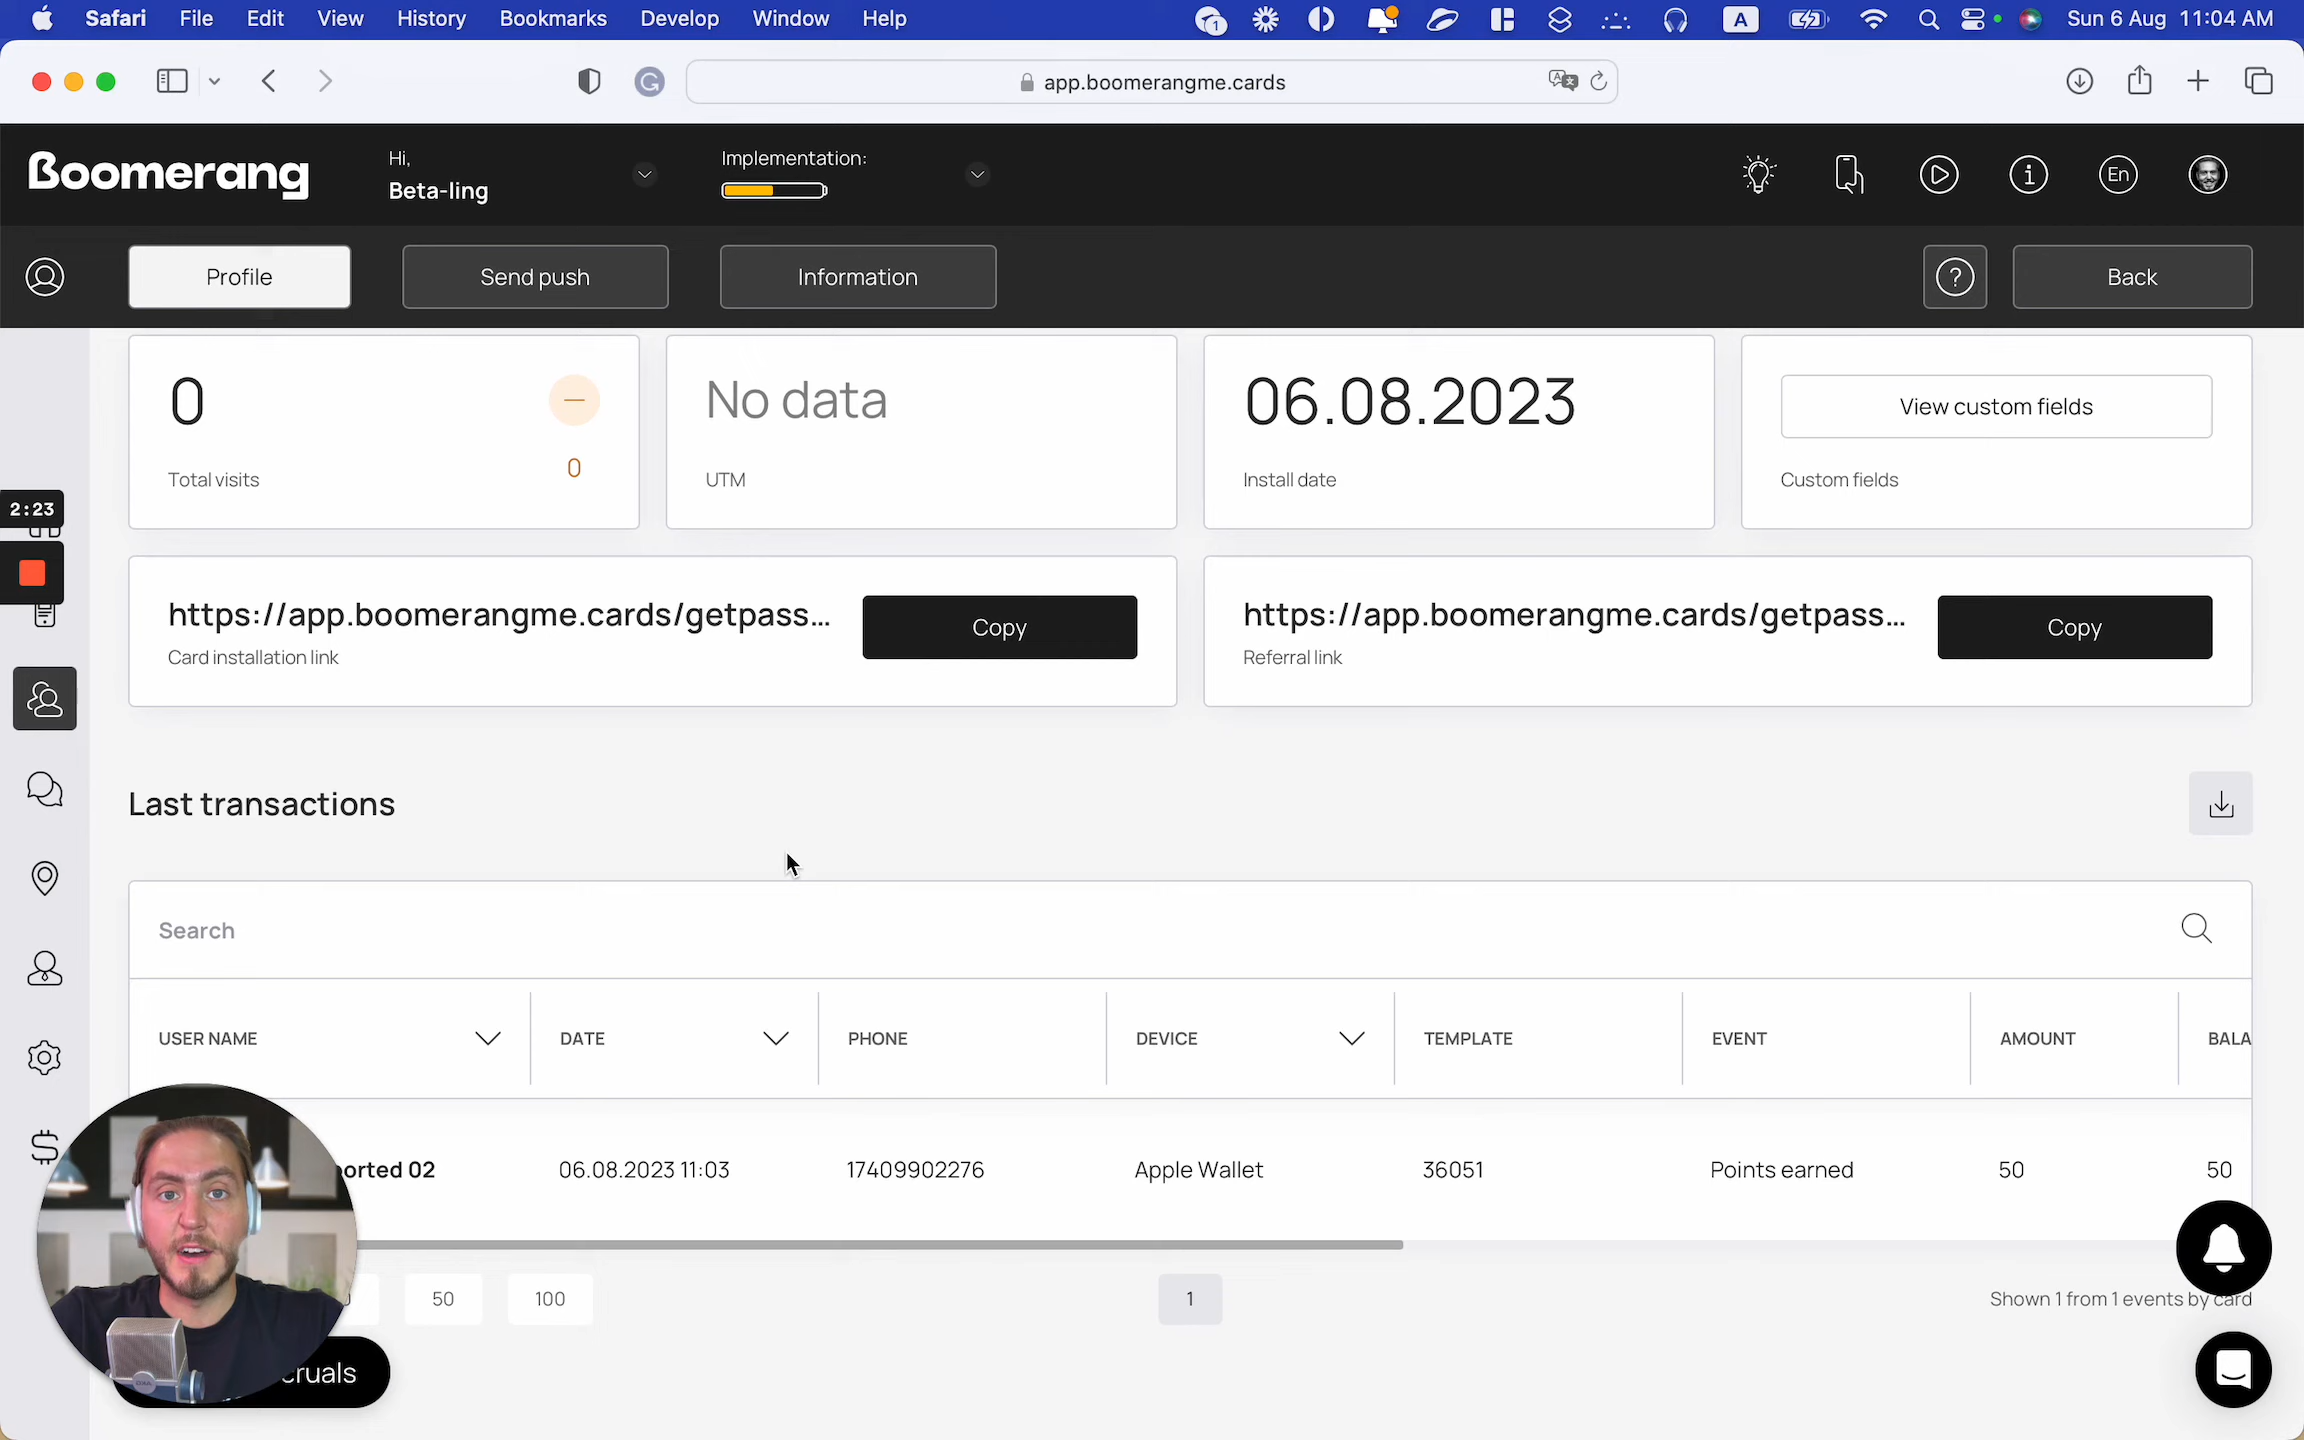 Safari File Edit View History Bookmarks Develop Window Help 1 A Sun 6 Aug 11:04 AM
app.boomerangme.cards
Boomerang
Hi,
Beta-ling
Implementation:
En
Profile Send push Information ? Back
0
0
Total visits
No data
UTM
06.08.2023
Install date
View custom fields
Custom fields
2:23
https://app.boomerangme.cards/getpass...
Card installation link
Copy
https://app.boomerangme.cards/getpass...
Referral link
Copy
Last transactions
Search
USER NAME DATE PHONE DEVICE TEMPLATE EVENT AMOUNT BALA
orted 02 06.08.2023 11:03 17409902276 Apple Wallet 36051 Points earned 50 50
50 100 1 Shown 1 from 1 events by card
cruals